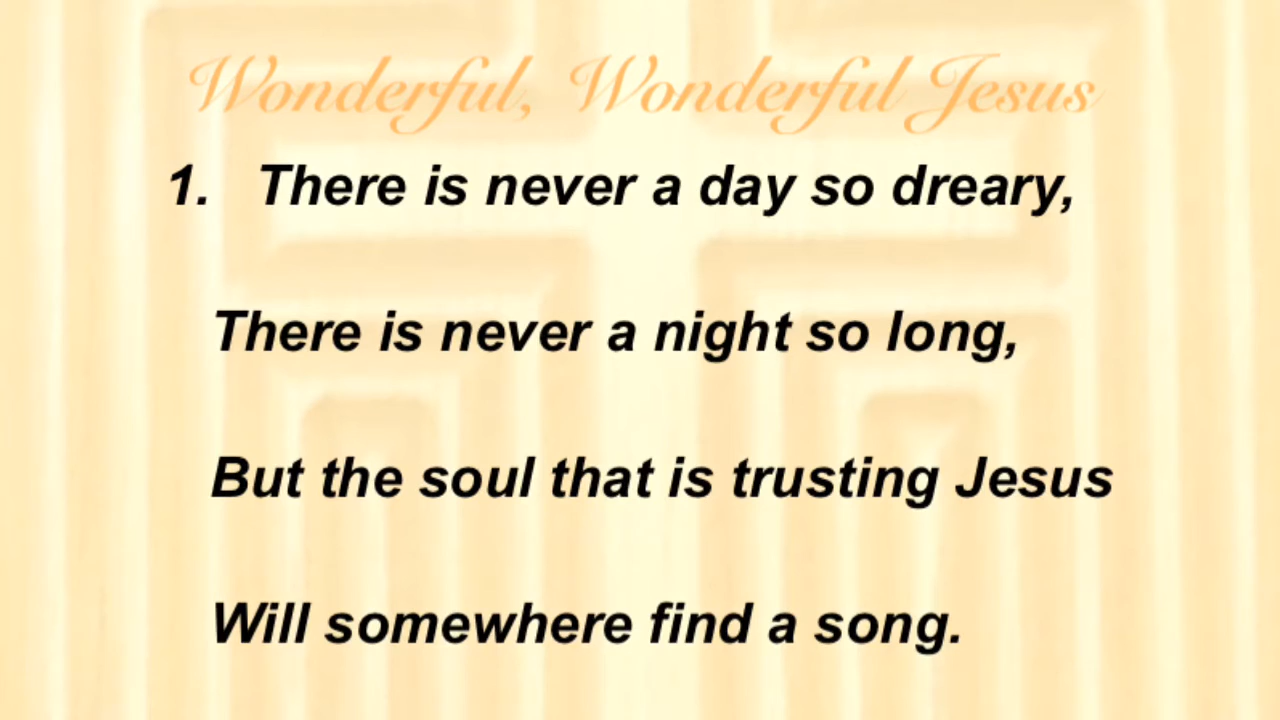 Wonderful, Wonderful Jesus
1. There is never a day so dreary,
There is never a night so long,
But the soul that is trusting Jesus
Will somewhere find a song.